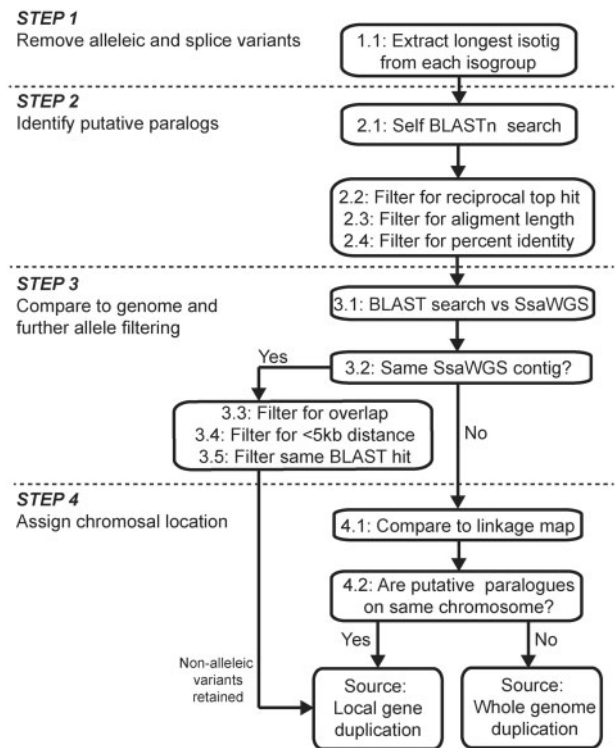 STEP 1
Remove alleleic and splice variants
1.1: Extract longest isotig
from each isogroup
STEP 2
Identify putative paralogs
2.1: Self BLASTn search
2.2: Filter for reciprocal top hit
2.3: Filter for aligment length
2.4: Filter for percent identity
STEP 3
Compare to genome and
further allele filtering
3.1: BLAST search vs SsaWGS
Yes
3.2: Same SsaWGS contig?
3.3: Filter for overlap
3.4: Filter for <5kb distance
3.5: Filter same BLAST hit
No
STEP 4
Assign chromosal location
4.1: Compare to linkage map
4.2: Are putative paralogues
on same chromosome?
Yes
No
Non-alleleic
variants
retained
Source:
Local gene
duplication
Source:
Whole genome
duplication